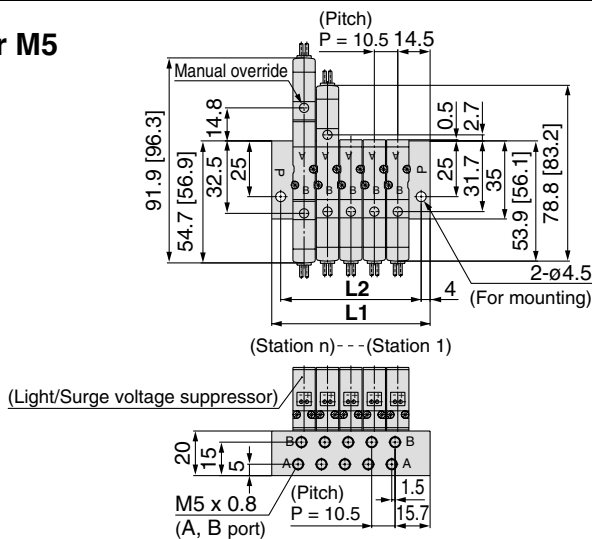 r M5
(Pitch)
P = 10.5
14.5
Manual override
91.9 [96.3]
54.7 [56.9]
14.8
32.5
25
P
A
A
A
A
A
B
B
B
B
B
P
0.5
2.7
25
31.7
35
53.9 [56.1]
78.8 [83.2]
2-ø4.5
(For mounting)
L2
4
L1
(Station n)---(Station 1)
(Light/Surge voltage suppressor)
20
15
5
B
B
A
A
M5 x 0.8
(A, B port)
(Pitch)
P = 10.5
1.5
15.7